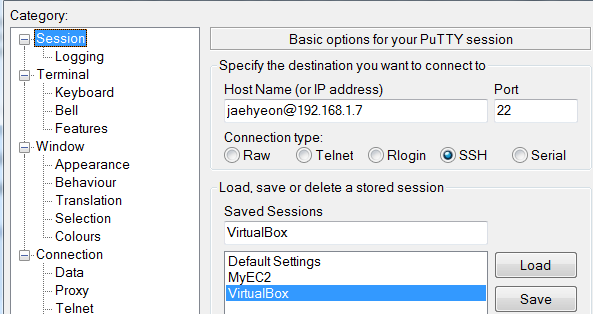 Category:
Session
Logging
Terminal
Keyboard
Bell
Features
Window
Appearance
Behaviour
Translation
Selection
Colours
Connection
Data
Proxy
Telnet
Basic options for your PuTTY session
Specify the destination you want to connect to
Host Name (or IP address) Port
jaehyeon@192.168.1.7 22
Connection type:
Raw Telnet Rlogin SSH Serial
Load, save or delete a stored session
Saved Sessions
VirtualBox
Default Settings
MyEC2
VirtualBox
Load
Save